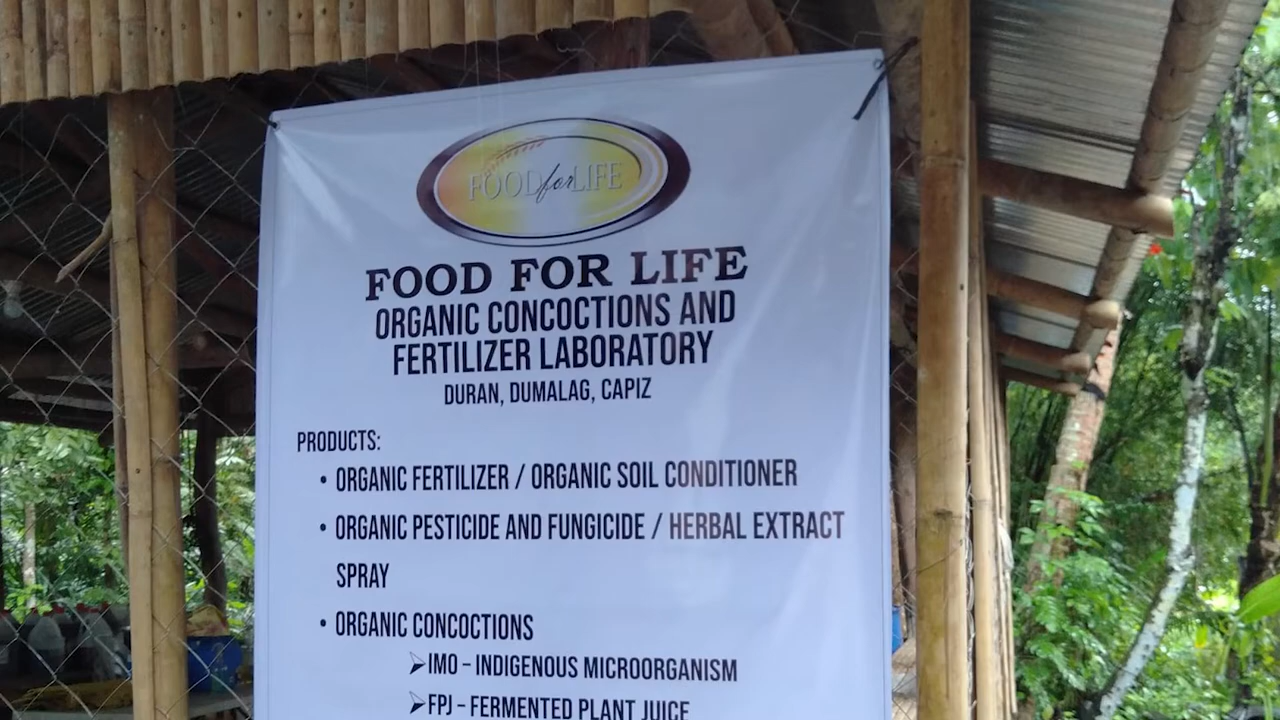 FOOD for LIFE
FOOD FOR LIFE
ORGANIC CONCOCTIONS AND
FERTILIZER LABORATORY
DURAN, DUMALAG, CAPIZ
PRODUCTS:
• ORGANIC FERTILIZER / ORGANIC SOIL CONDITIONER
• ORGANIC PESTICIDE AND FUNGICIDE / HERBAL EXTRACT
SPRAY
• ORGANIC CONCOCTIONS
➢IMO – INDIGENOUS MICROORGANISM
➢FPJ – FERMENTED PLANT JUICE